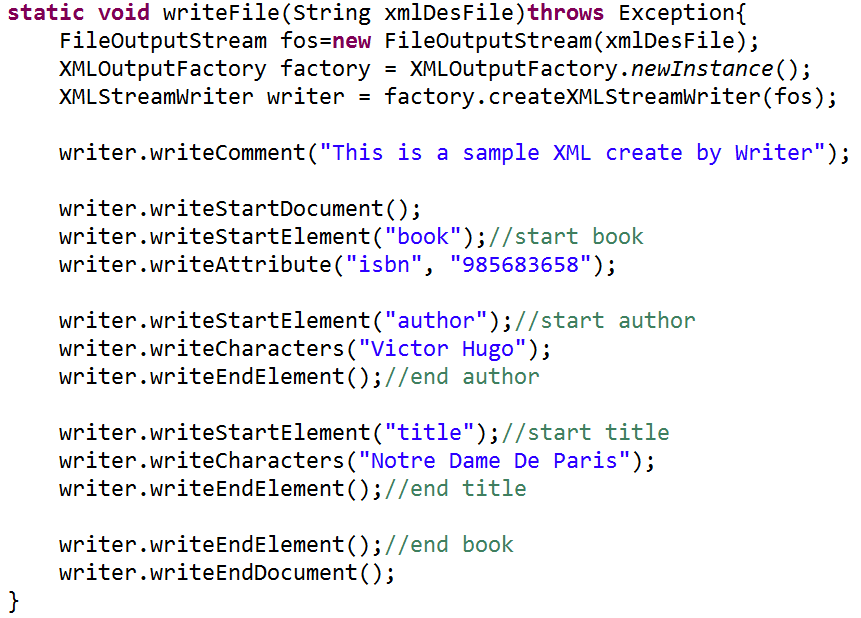 static void writeFile(String xmlDesFile)throws Exception{
    FileOutputStream fos=new FileOutputStream(xmlDesFile);
    XMLOutputFactory factory = XMLOutputFactory.newInstance();
    XMLStreamWriter writer = factory.createXMLStreamWriter(fos);

    writer.writeComment("This is a sample XML create by Writer");

    writer.writeStartDocument();
    writer.writeStartElement("book");//start book
    writer.writeAttribute("isbn", "985683658");

    writer.writeStartElement("author");//start author
    writer.writeCharacters("Victor Hugo");
    writer.writeEndElement();//end author

    writer.writeStartElement("title");//start title
    writer.writeCharacters("Notre Dame De Paris");
    writer.writeEndElement();//end title

    writer.writeEndElement();//end book
    writer.writeEndDocument();
}